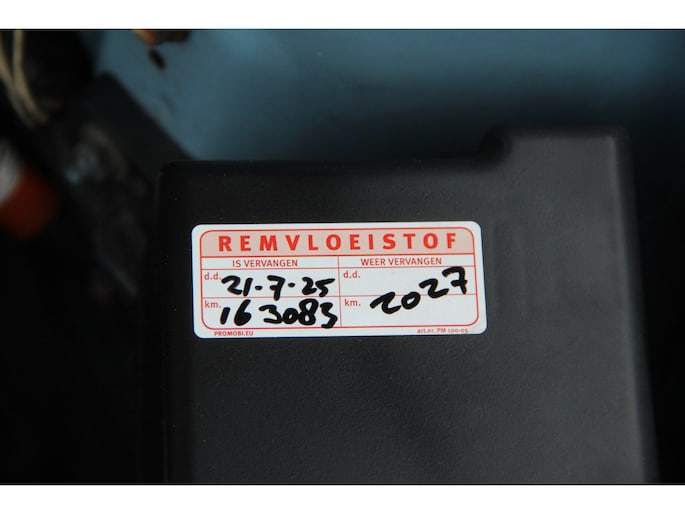 REMVLOEISTOF
IS VERVANGEN WEER VERVANGEN
d.d. 21-7-25 d.d.
km. 163083 km. 2027
PROMOBI.EU art.nr. PM 100-05